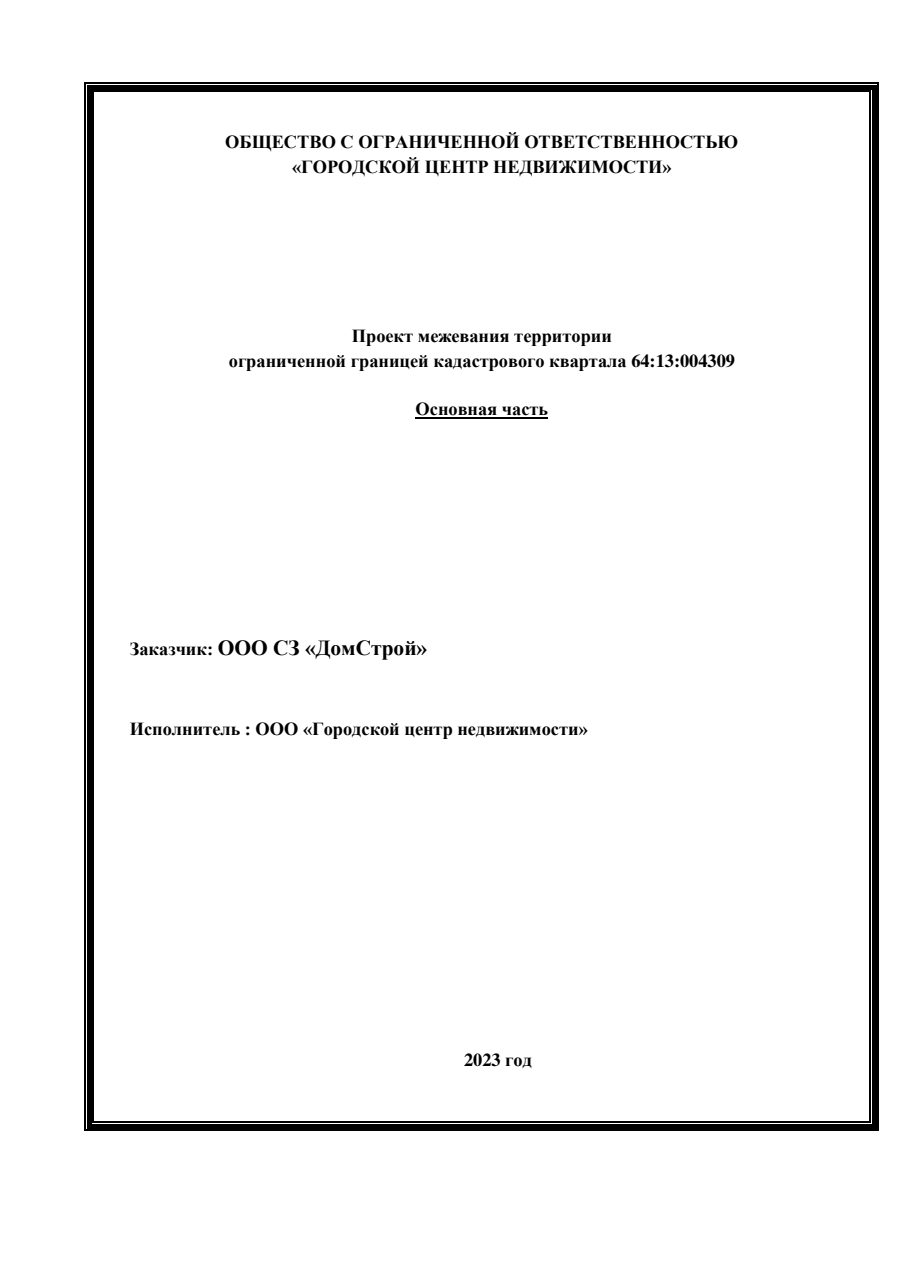 ОБЩЕСТВО С ОГРАНИЧЕННОЙ ОТВЕТСТВЕННОСТЬЮ
«ГОРОДСКОЙ ЦЕНТР НЕДВИЖИМОСТИ»
Проект межевания территории
ограниченной границей кадастрового квартала 64:13:004309
Основная часть
Заказчик: ООО СЗ «ДомСтрой»
Исполнитель : ООО «Городской центр недвижимости»
2023 год